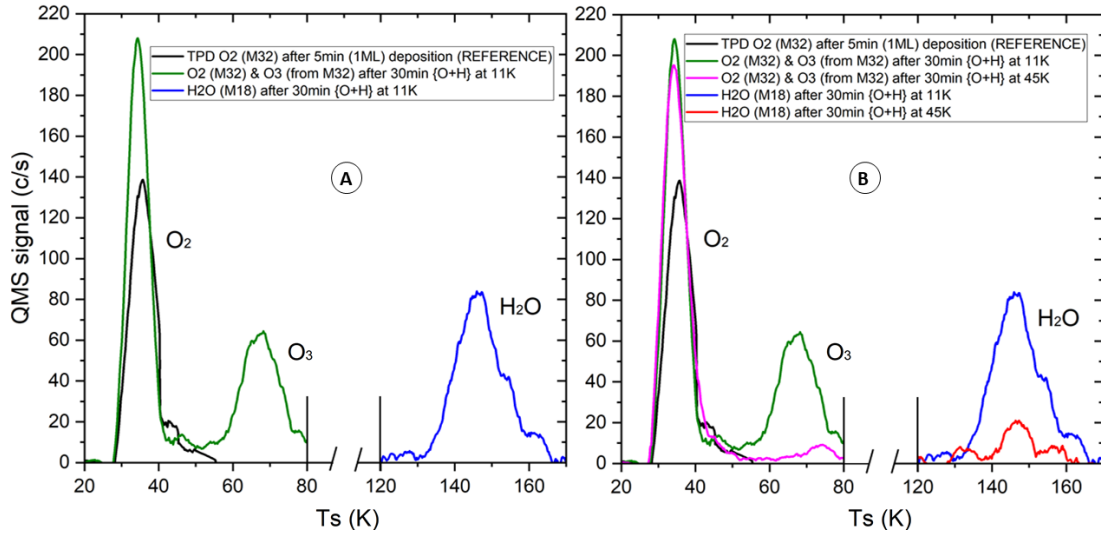 220
200
180
160
140
120
100
80
60
40
20
0
QMS signal (c/s)
TPD O2 (M32) after 5min (1ML) deposition (REFERENCE)
O2 (M32) & O3 (from M32) after 30min {O+H} at 11K
H2O (M18) after 30min {O+H} at 11K
A
O₂
O₃
H₂O
20 40 60 80 120 140 160
Ts (K)
220
200
180
160
140
120
100
80
60
40
20
0
TPD O2 (M32) after 5min (1ML) deposition (REFERENCE)
O2 (M32) & O3 (from M32) after 30min {O+H} at 11K
O2 (M32) & O3 (from M32) after 30min {O+H} at 45K
H2O (M18) after 30min {O+H} at 11K
H2O (M18) after 30min {O+H} at 45K
B
O₂
O₃
H₂O
20 40 60 80 120 140 160
Ts (K)